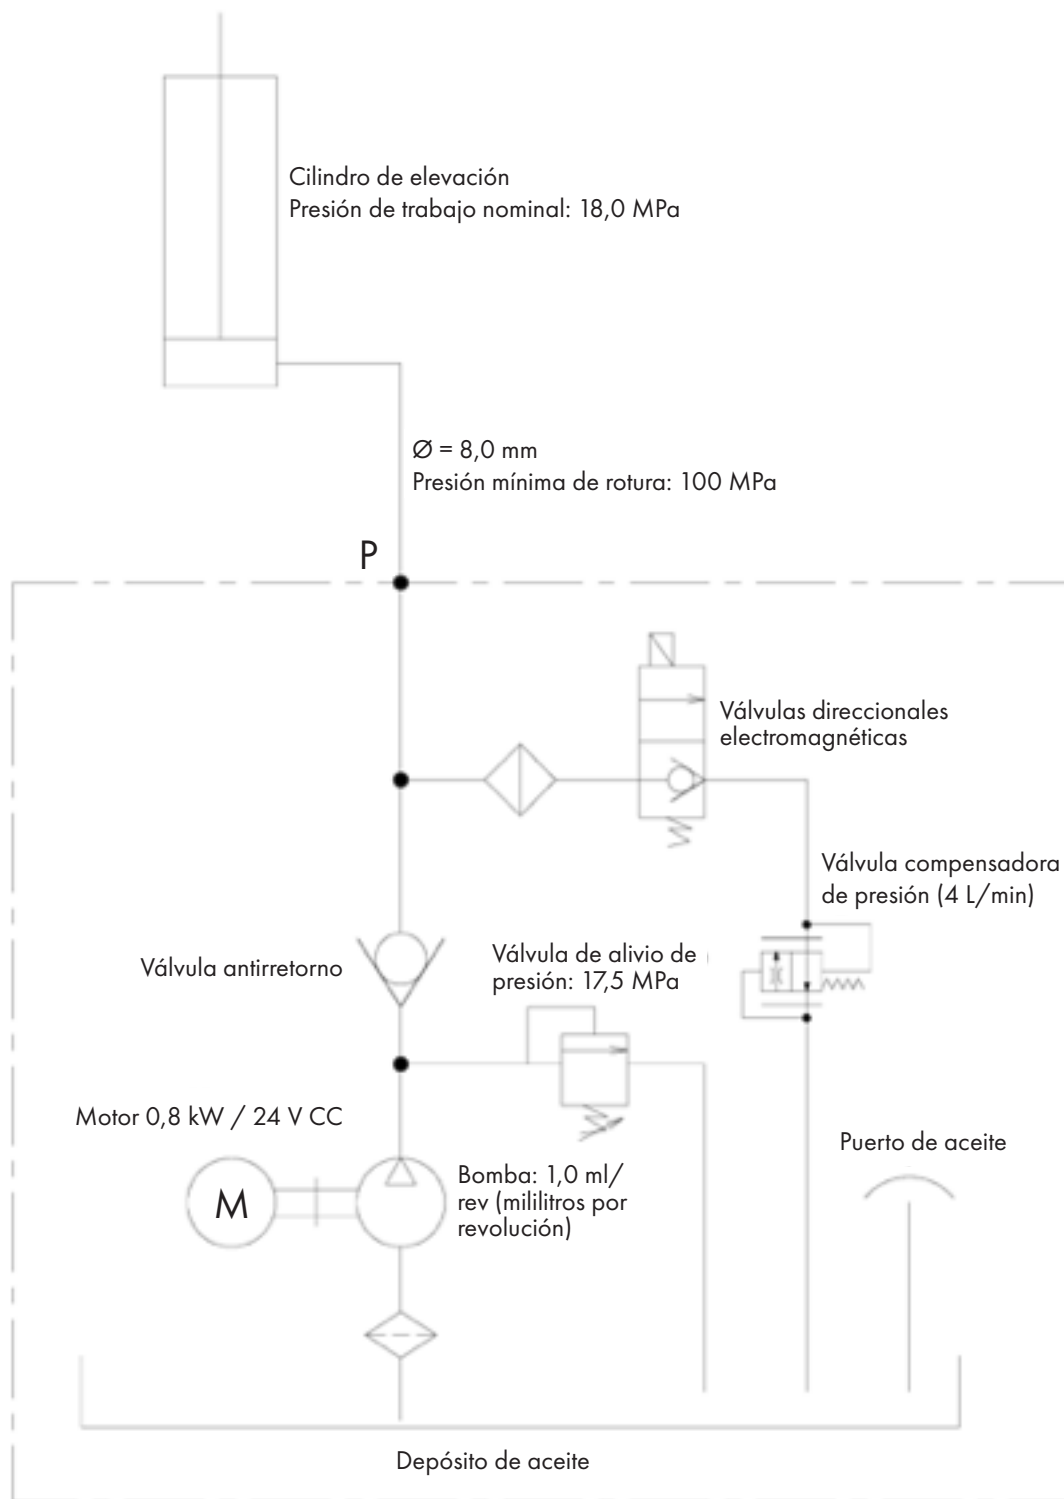 Cilindro de elevación
Presión de trabajo nominal: 18,0 MPa
Ø = 8,0 mm
Presión mínima de rotura: 100 MPa
P
Válvulas direccionales
electromagnéticas
Válvula compensadora
de presión (4 L/min)
Válvula antirretorno
Válvula de alivio de
presión: 17,5 MPa
Motor 0,8 kW / 24 V CC
M
Bomba: 1,0 ml/
rev (mililitros por
revolución)
Puerto de aceite
Depósito de aceite